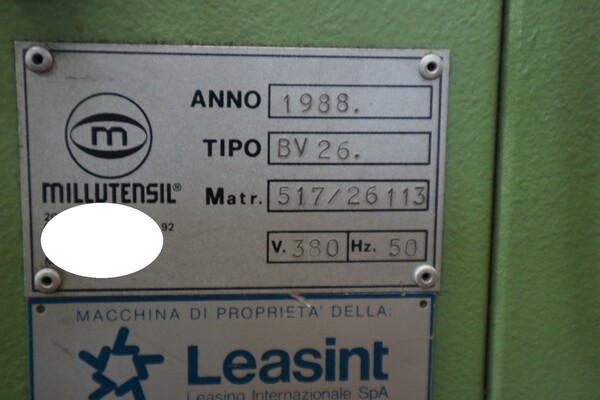 m
MILLUTENSIL®
ANNO 1988.
TIPO BV 26.
Matr. 517/26113
V. 380 Hz. 50
MACCHINA DI PROPRIETA' DELLA:
Leasint
Leasing Internazionale SpA